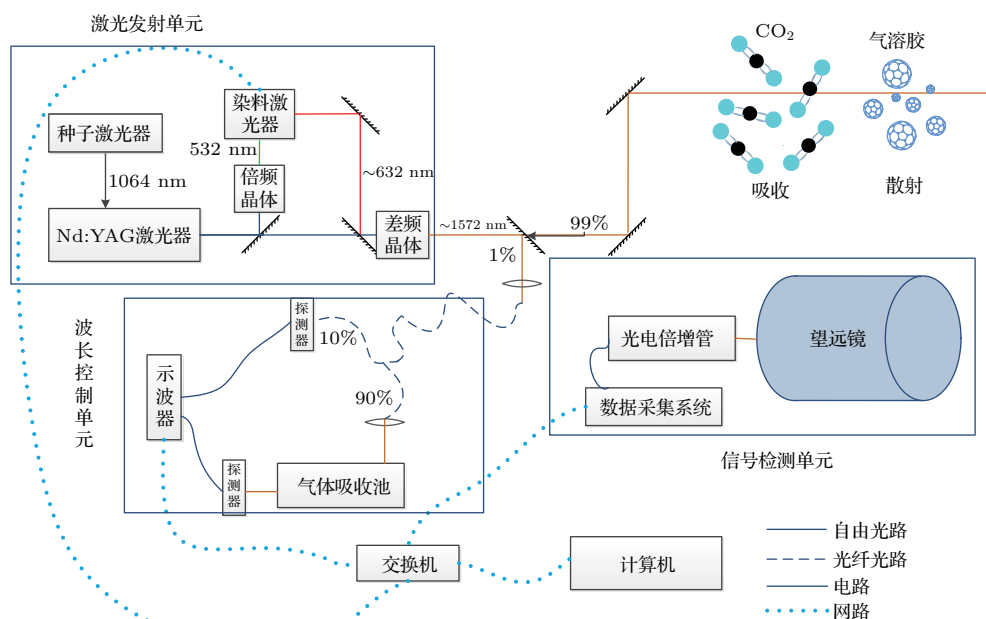 激光发射单元
种子激光器
1064 nm
Nd:YAG激光器
染料激
光器
532 nm
倍频
晶体
~632 nm
差频
晶体
~1572 nm
99%
1%
CO2
吸收
气溶胶
散射
波长控制单元
示波器
探测器
10%
90%
探测器
气体吸收池
光电倍增管
望远镜
数据采集系统
信号检测单元
交换机
计算机
自由光路
光纤光路
电路
网路